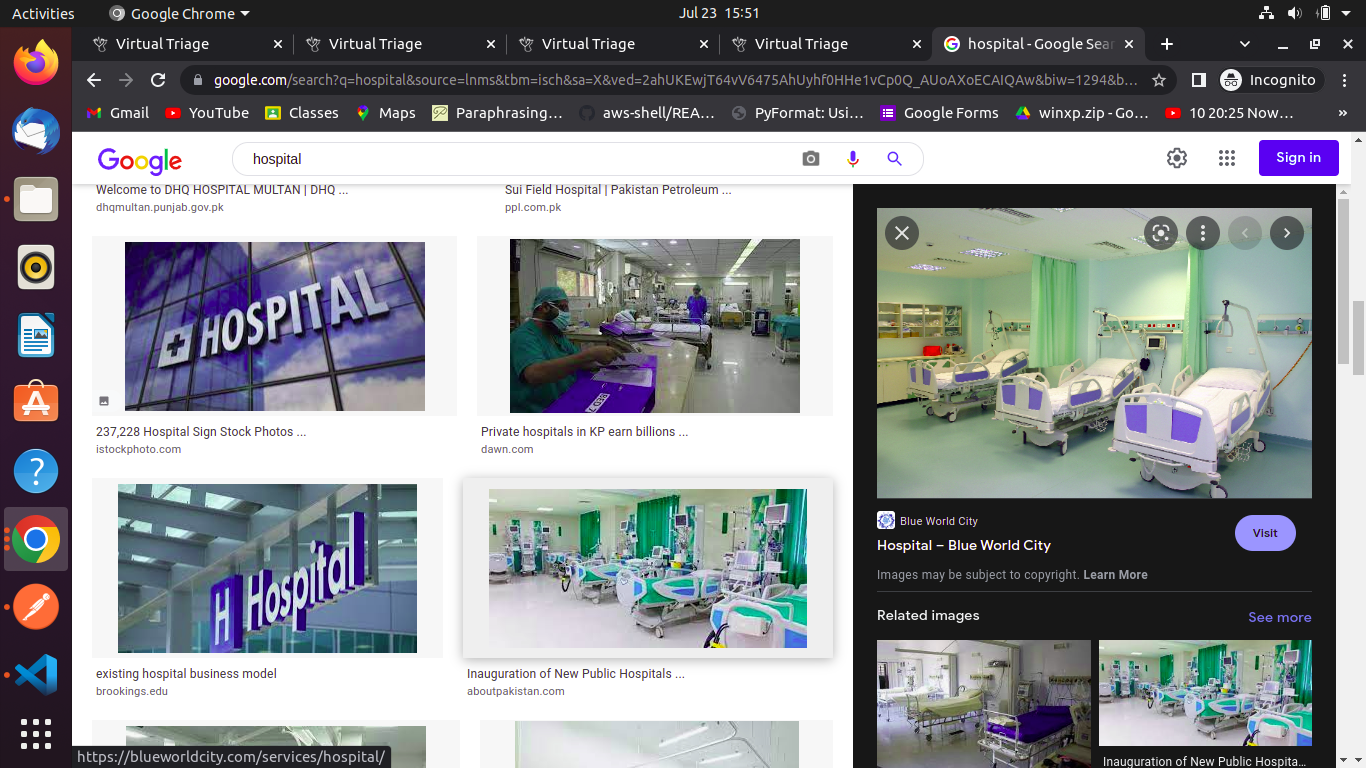 Activities
Google Chrome
Jul 23 15:51
Virtual Triage
Virtual Triage
Virtual Triage
Virtual Triage
hospital - Google Sear
google.com/search?q=hospital&source=lnms&tbm=isch&sa=X&ved=2ahUKEwjT64vV6475AhUyhf0HHe1vCp0Q_AUoAXoECAIQAw&biw=1294&b…
Incognito
Gmail
YouTube
Classes
Maps
Paraphrasing…
aws-shell/REA…
PyFormat: Usi…
Google Forms
winxp.zip - Go…
10 20:25 Now…
»
Google
hospital
Sign in
Welcome to DHQ HOSPITAL MULTAN | DHQ ...
dhqmultan.punjab.gov.pk
Sui Field Hospital | Pakistan Petroleum ...
ppl.com.pk
HOSPITAL
237,228 Hospital Sign Stock Photos ...
istockphoto.com
Private hospitals in KP earn billions ...
dawn.com
H Hospital
existing hospital business model
brookings.edu
Inauguration of New Public Hospitals ...
aboutpakistan.com
Blue World City
Visit
Hospital – Blue World City
Images may be subject to copyright. Learn More
Related images
See more
Inauguration of New Public Hospita…
https://blueworldcity.com/services/hospital/